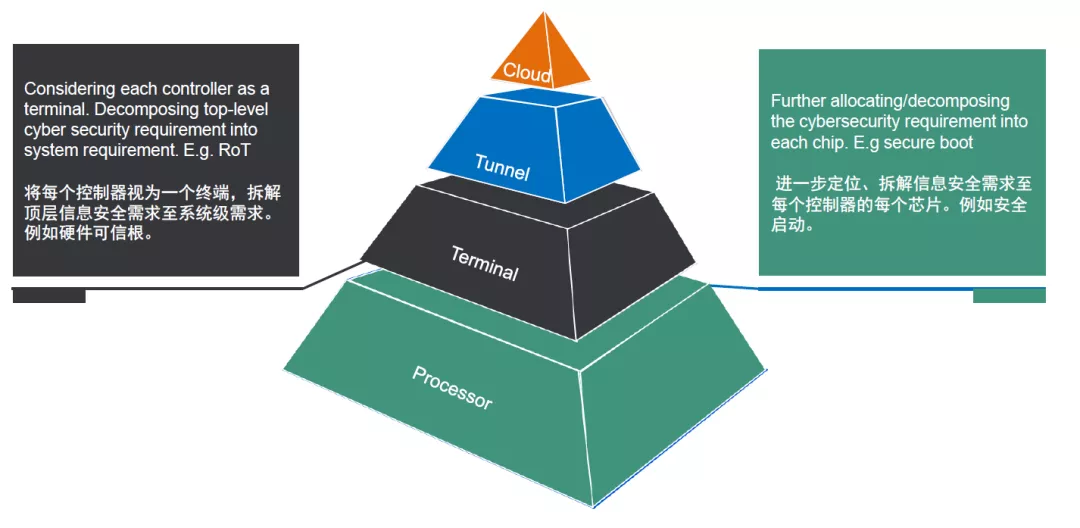 Considering each controller as a
terminal. Decomposing top-level
cyber security requirement into
system requirement. E.g. RoT
将每个控制器视为一个终端，拆解
顶层信息安全需求至系统级需求。
例如硬件可信根。
Cloud
Tunnel
Terminal
Processor
Further allocating/decomposing
the cybersecurity requirement into
each chip. E.g secure boot
进一步定位、拆解信息安全需求至
每个控制器的每个芯片。例如安全
启动。